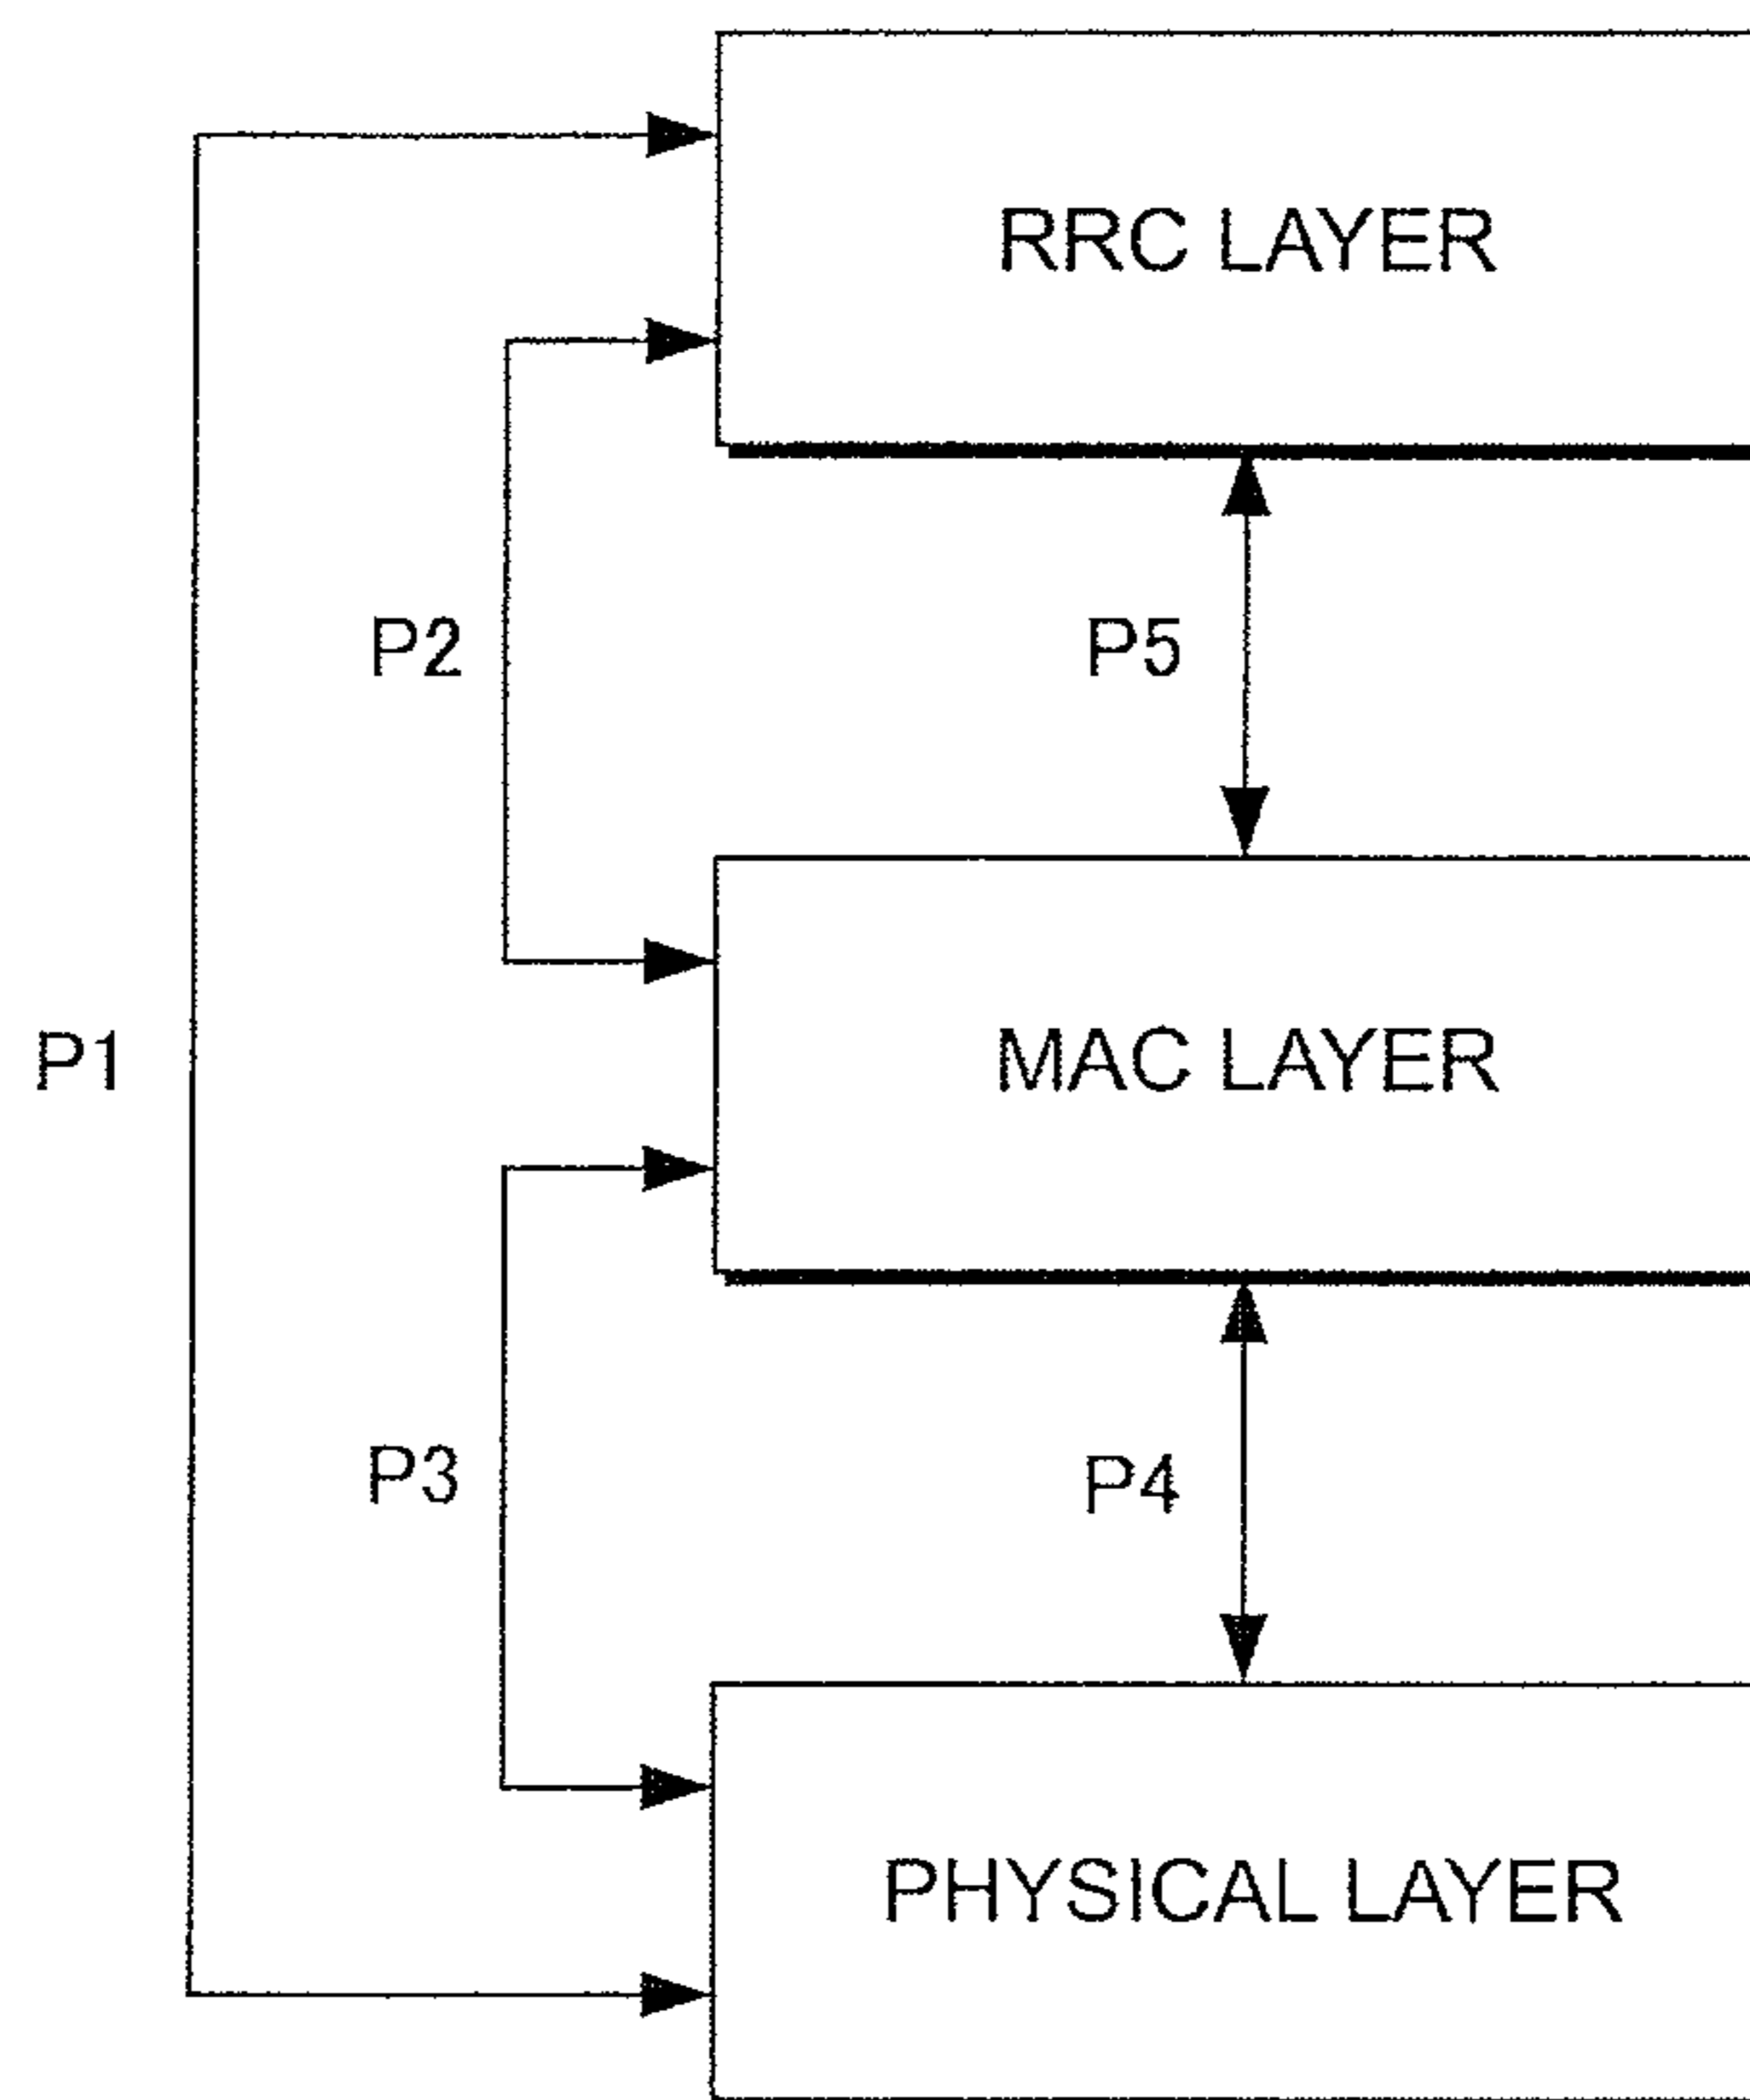 RRC LAYER
P2
P5
P1
MAC LAYER
P3
P4
PHYSICAL LAYER